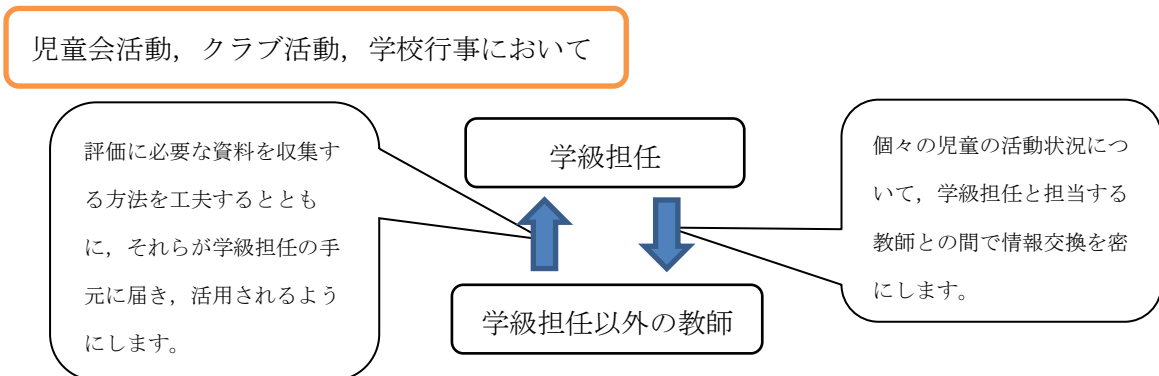 児童会活動，クラブ活動，学校行事において
評価に必要な資料を収集す
る方法を工夫するととも
に，それらが学級担任の手
元に届き，活用されるよう
にします。
学級担任
学級担任以外の教師
個々の児童の活動状況につ
いて，学級担任と担当する
教師との間で情報交換を密
にします。